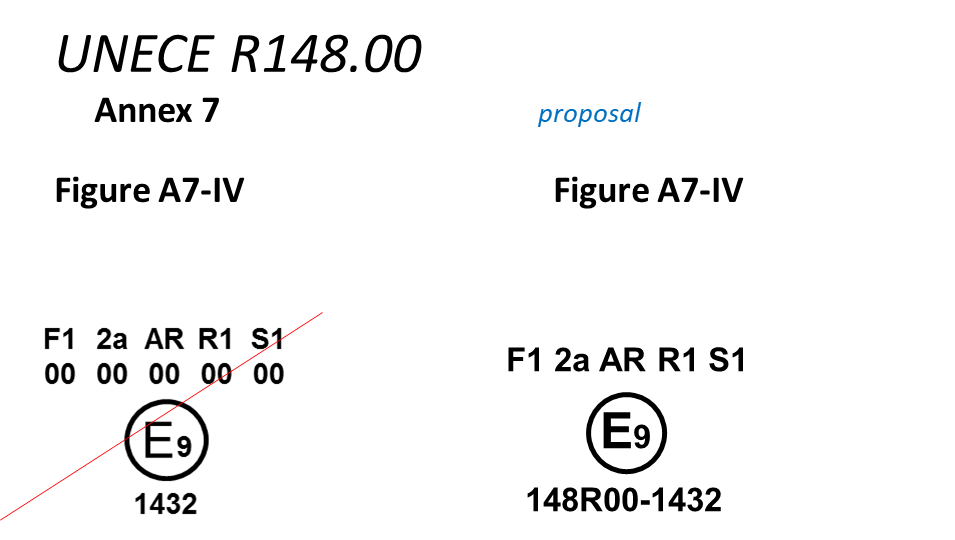 UNECE R148.00
Annex 7
proposal
Figure A7-IV
Figure A7-IV
F1 2a AR R1 S1
00 00 00 00 00
E9
1432
F1 2a AR R1 S1
E9
148R00-1432